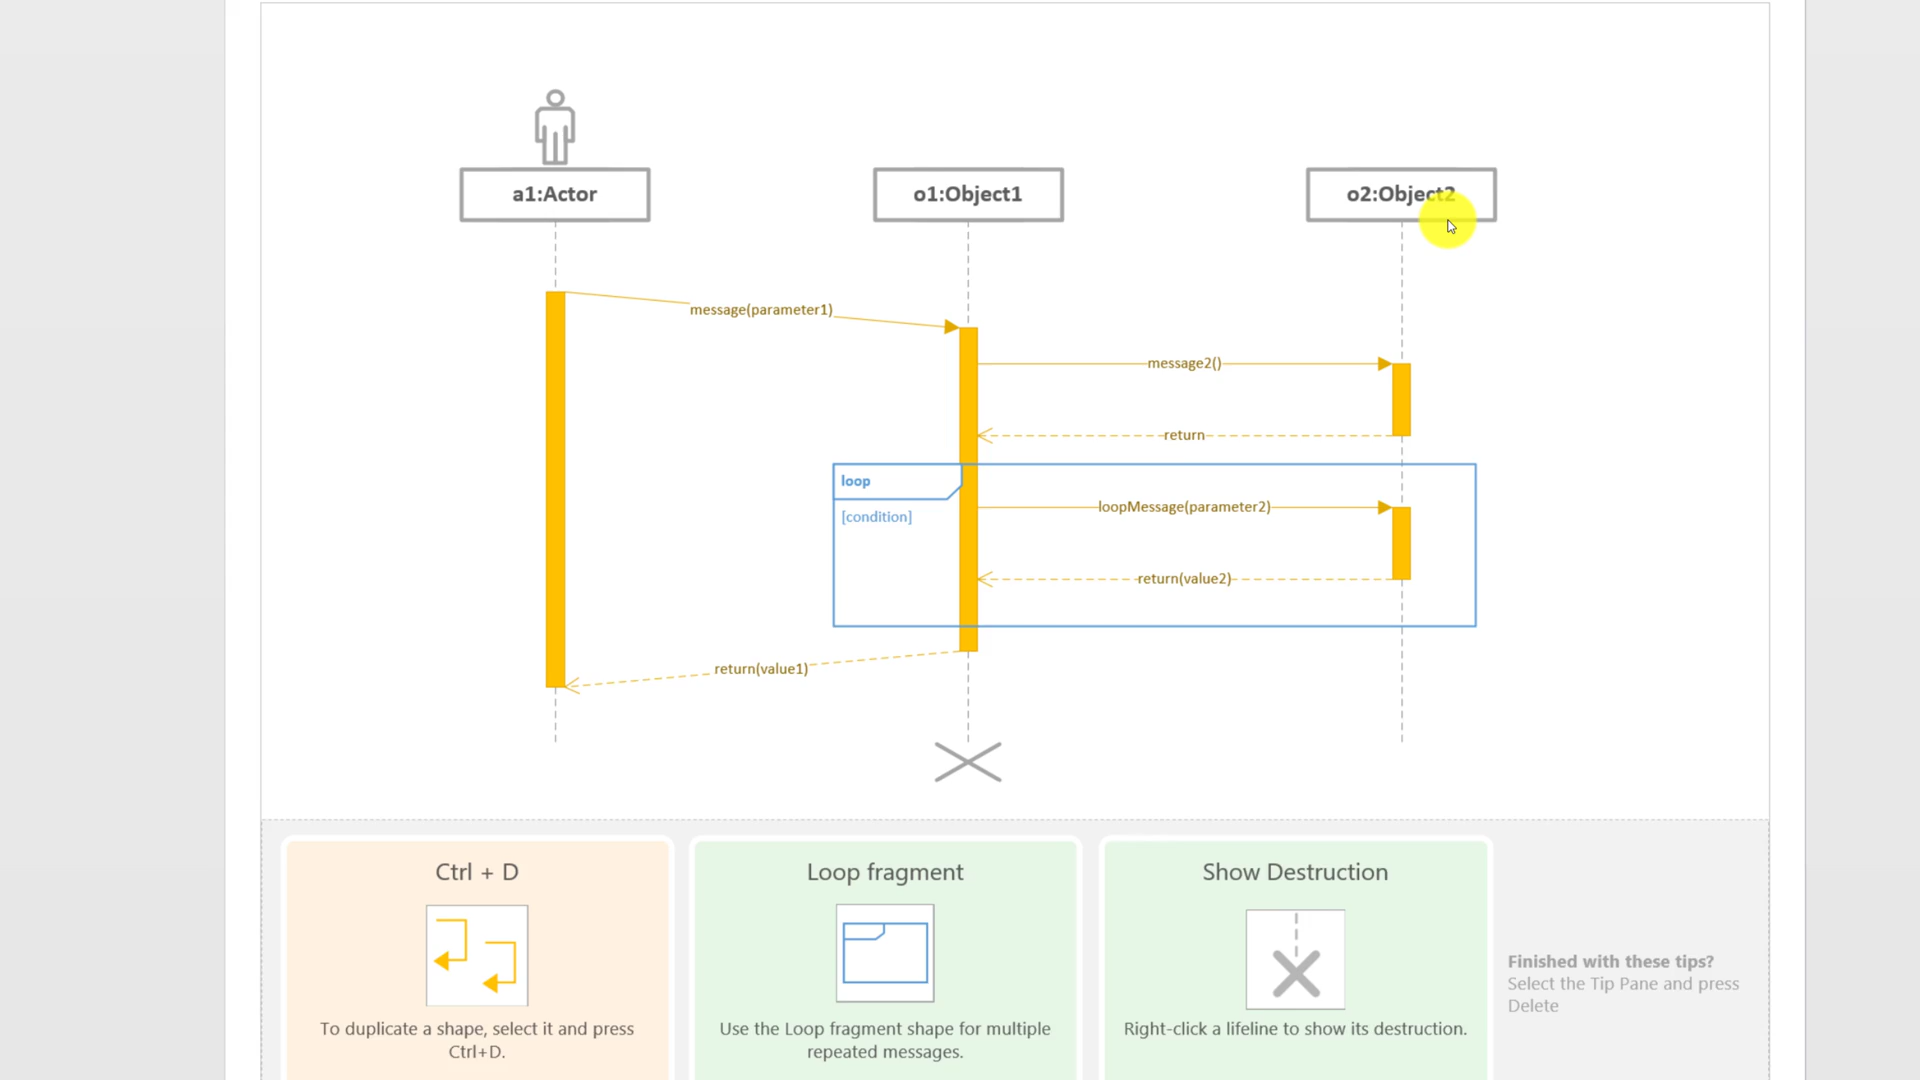 a1:Actor
o1:Object1
o2:Object2
message(parameter1)
message2()
return
loop
[condition]
loopMessage(parameter2)
return(value2)
return(value1)
Ctrl + D
To duplicate a shape, select it and press
Ctrl+D.
Loop fragment
Use the Loop fragment shape for multiple
repeated messages.
Show Destruction
Right-click a lifeline to show its destruction.
Finished with these tips?
Select the Tip Pane and press
Delete